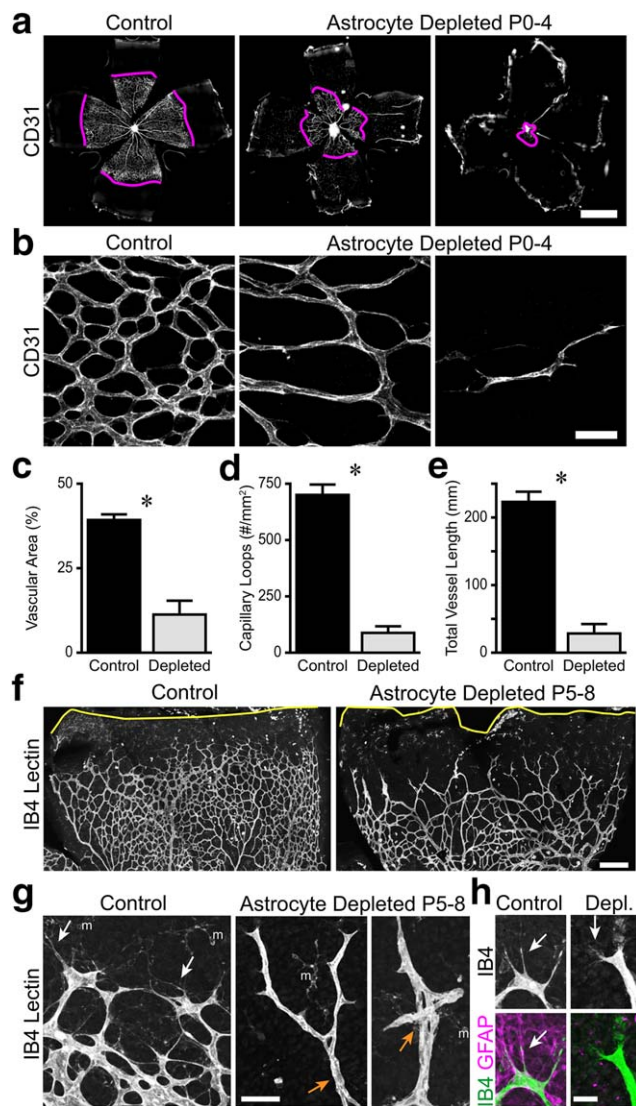 a Control Astrocyte Depleted P0-4
CD31
b Control Astrocyte Depleted P0-4
CD31
c d e
* * *
50
25
0
Vascular Area (%)
Control Depleted
750
500
250
0
Capillary Loops (#/mm²)
Control Depleted
200
100
0
Total Vessel Length (mm)
Control Depleted
f Control Astrocyte Depleted P5-8
IB4 Lectin
g Control Astrocyte Depleted P5-8
IB4 Lectin
m m m m
h Control Depl.
IB4
IB4 GFAP